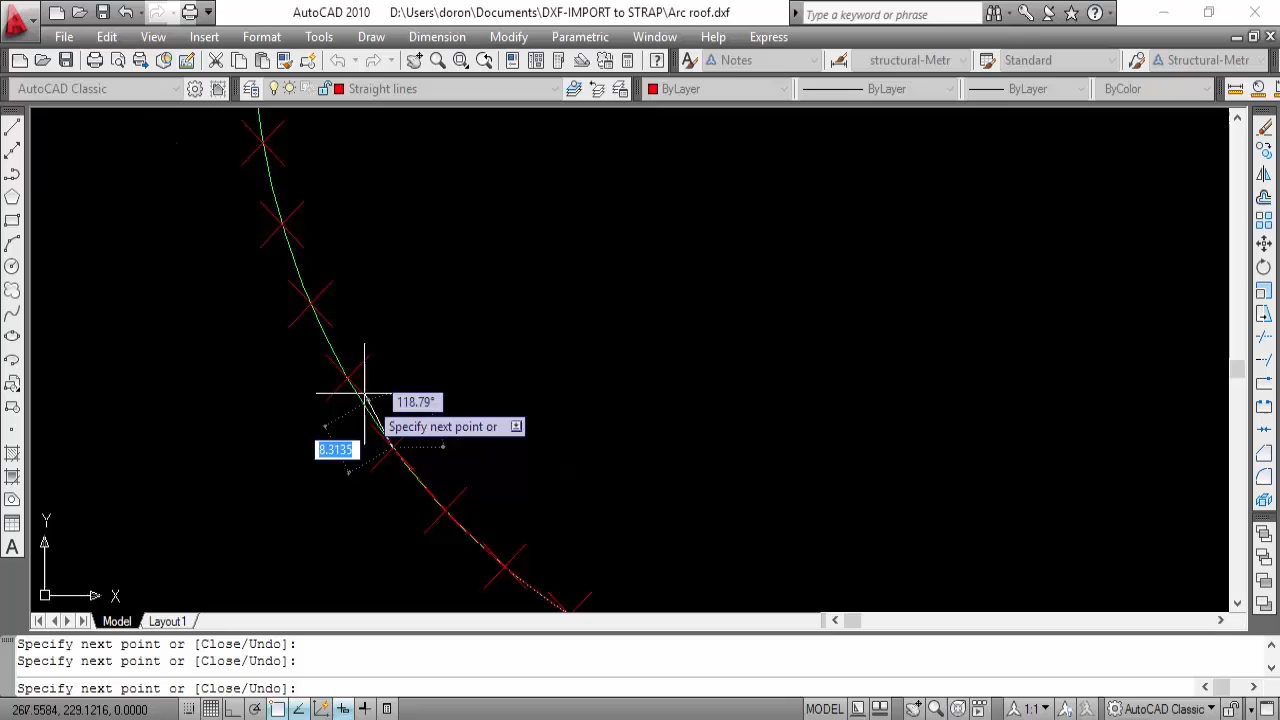 AutoCAD 2010 D:\Users\doron\Documents\DXF-IMPORT to STRAP\Arc roof.dxf
Type a keyword or phrase
File Edit View Insert Format Tools Draw Dimension Modify Parametric Window Help Express
Notes structural-Metr Standard Structural-Metr
AutoCAD Classic Straight lines ByLayer ByLayer ByLayer ByColor
118.79°
Specify next point or
8.3135
Y
X
A
Model Layout1
Specify next point or [Close/Undo]:
Specify next point or [Close/Undo]:
Specify next point or [Close/Undo]:
267.5584, 229.1216, 0.0000 MODEL 1:1 AutoCAD Classic